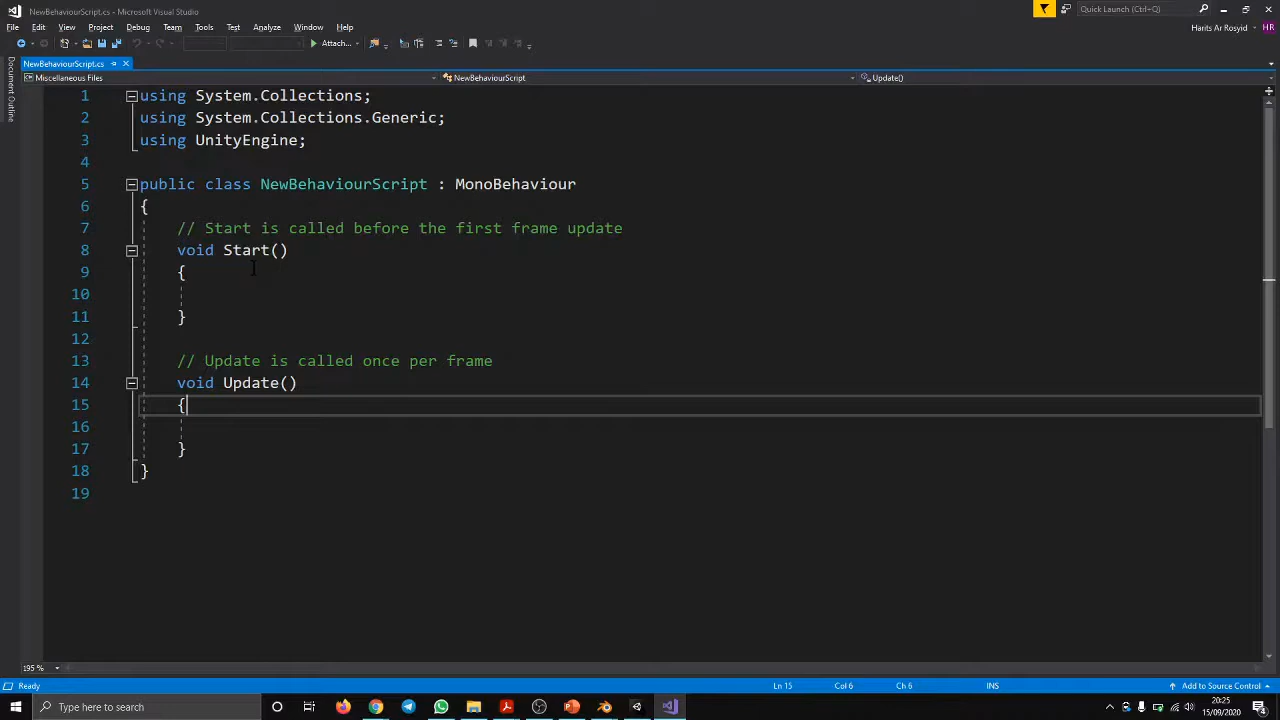 NewBehaviourScript.cs - Microsoft Visual Studio
Quick Launch (Ctrl+Q)
File Edit View Project Debug Team Tools Test Analyze Window Help
Harits Ar Rosyid HR
Attach...
Document Outline
NewBehaviourScript.cs
Miscellaneous Files NewBehaviourScript Update()
1 using System.Collections;
2 using System.Collections.Generic;
3 using UnityEngine;
4
5 public class NewBehaviourScript : MonoBehaviour
6 {
7 // Start is called before the first frame update
8 void Start()
9 {
10
11 }
12
13 // Update is called once per frame
14 void Update()
15 {
16
17 }
18 }
19
195 %
Ready Ln 15 Col 6 Ch 6 INS Add to Source Control
Type here to search
20:25
15/09/2020